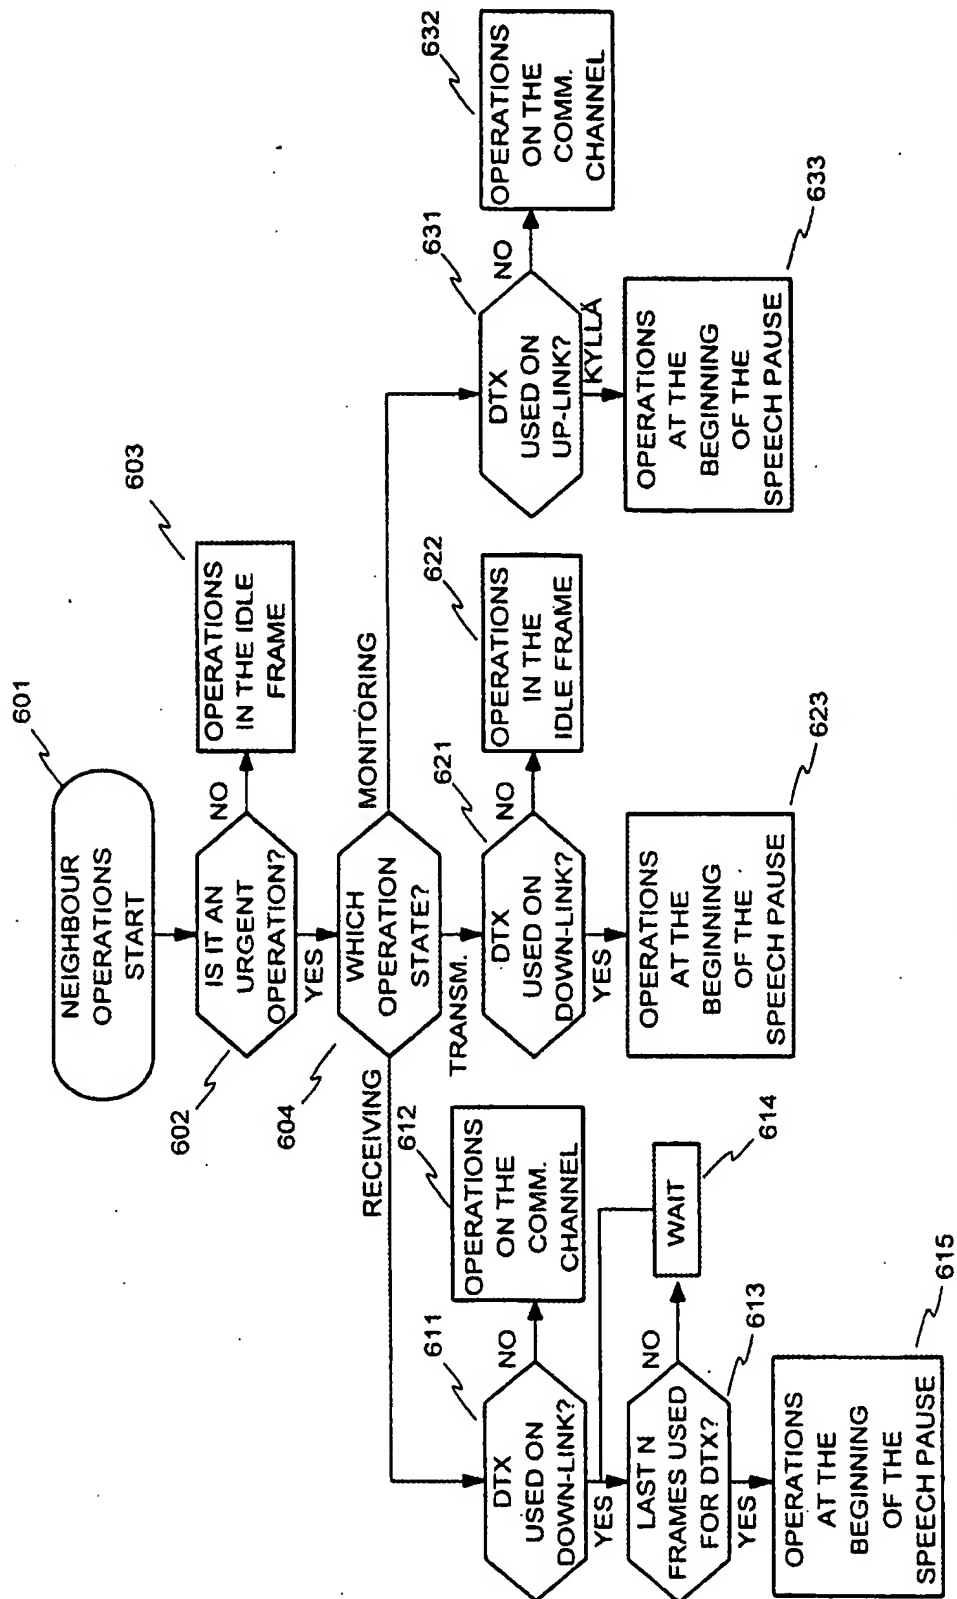 601
NEIGHBOUR
OPERATIONS
START
602
IS IT AN
URGENT
OPERATION?
NO
YES
603
OPERATIONS
IN THE IDLE
FRAME
604
WHICH
OPERATION
STATE?
RECEIVING
TRANSM.
MONITORING
611
DTX
USED ON
DOWN-LINK?
NO
YES
612
OPERATIONS
ON THE
COMM.
CHANNEL
613
LAST N
FRAMES USED
FOR DTX?
NO
YES
614
WAIT
615
OPERATIONS
AT THE
BEGINNING
OF THE
SPEECH PAUSE
621
DTX
USED ON
DOWN-LINK?
NO
YES
622
OPERATIONS
IN THE
IDLE FRAME
623
OPERATIONS
AT THE
BEGINNING
OF THE
SPEECH PAUSE
631
DTX
USED ON
UP-LINK?
NO
KYLLÄ
632
OPERATIONS
ON THE
COMM.
CHANNEL
633
OPERATIONS
AT THE
BEGINNING
OF THE
SPEECH PAUSE